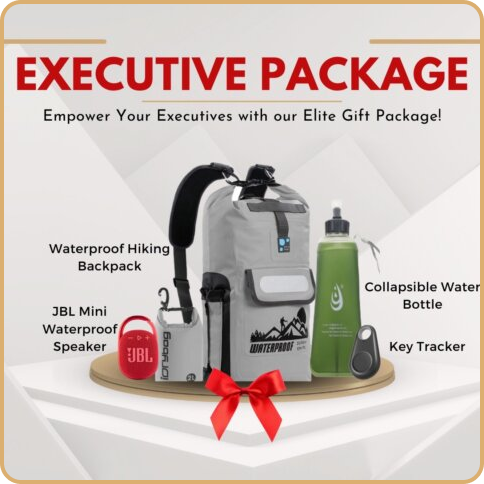 EXECUTIVE PACKAGE
Empower Your Executives with our Elite Gift Package!
Waterproof Hiking
Backpack
JBL Mini
Waterproof
Speaker
JBL
WATERPROOF
Collapsible Water
Bottle
Key Tracker